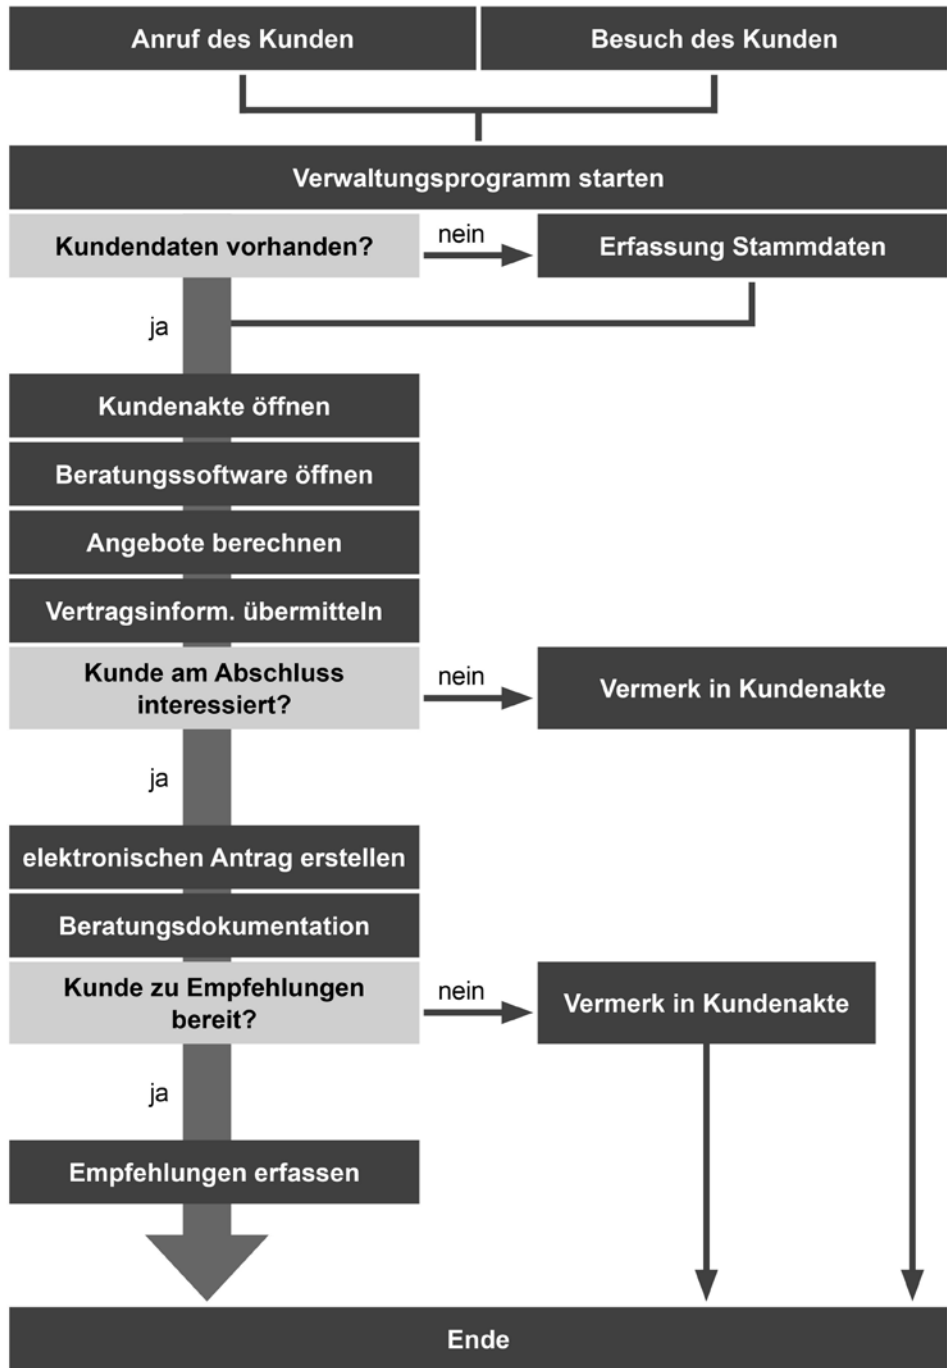 Anruf des Kunden
Besuch des Kunden
Verwaltungsprogramm starten
Kundendaten vorhanden?
nein
Erfassung Stammdaten
ja
Kundenakte öffnen
Beratungssoftware öffnen
Angebote berechnen
Vertragsinform. übermitteln
Kunde am Abschluss
interessiert?
nein
Vermerk in Kundenakte
ja
elektronischen Antrag erstellen
Beratungsdokumentation
Kunde zu Empfehlungen
bereit?
nein
Vermerk in Kundenakte
ja
Empfehlungen erfassen
Ende